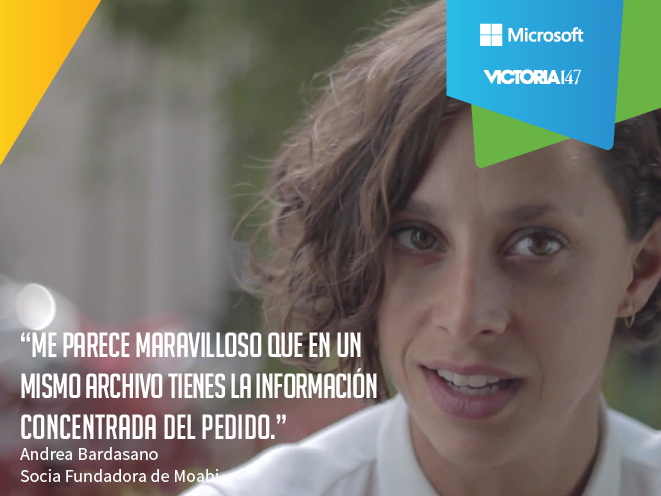 Microsoft
VICTORIA147
“ME PARECE MARAVILLOSO QUE EN UN
MISMO ARCHIVO TIENES LA INFORMACIÓN
CONCENTRADA DEL PEDIDO.”
Andrea Bardasano
Socia Fundadora de Moabi